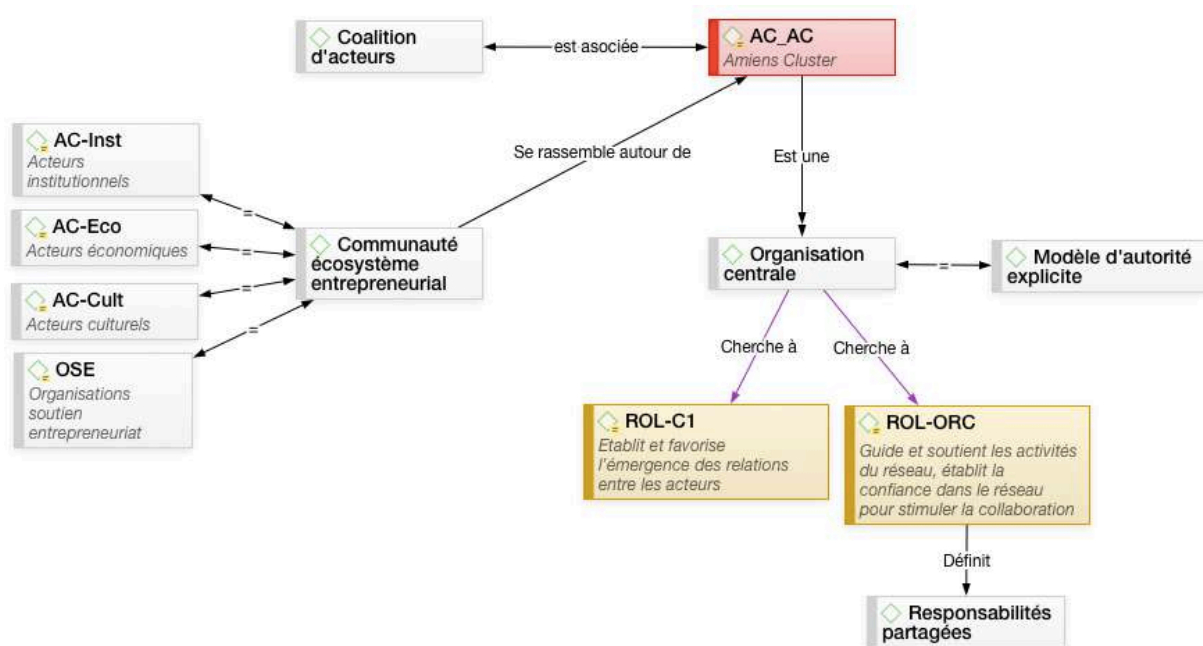 Coalition
d'acteurs
est asociée
AC_AC
Amiens Cluster
AC-Inst
Acteurs
institutionnels
=
AC-Eco
Acteurs économiques
=
AC-Cult
Acteurs culturels
=
OSE
Organisations
soutien
entrepreneuriat
=
Communauté
écosystème
entrepreneurial
Se rassemble autour de
Est une
Organisation
centrale
=
Modèle d'autorité
explicite
Cherche à
Cherche à
ROL-C1
Etablit et favorise
l'émergence des relations
entre les acteurs
ROL-ORC
Guide et soutient les activités
du réseau, établit la
confiance dans le réseau
pour stimuler la collaboration
Définit
Responsabilités
partagées